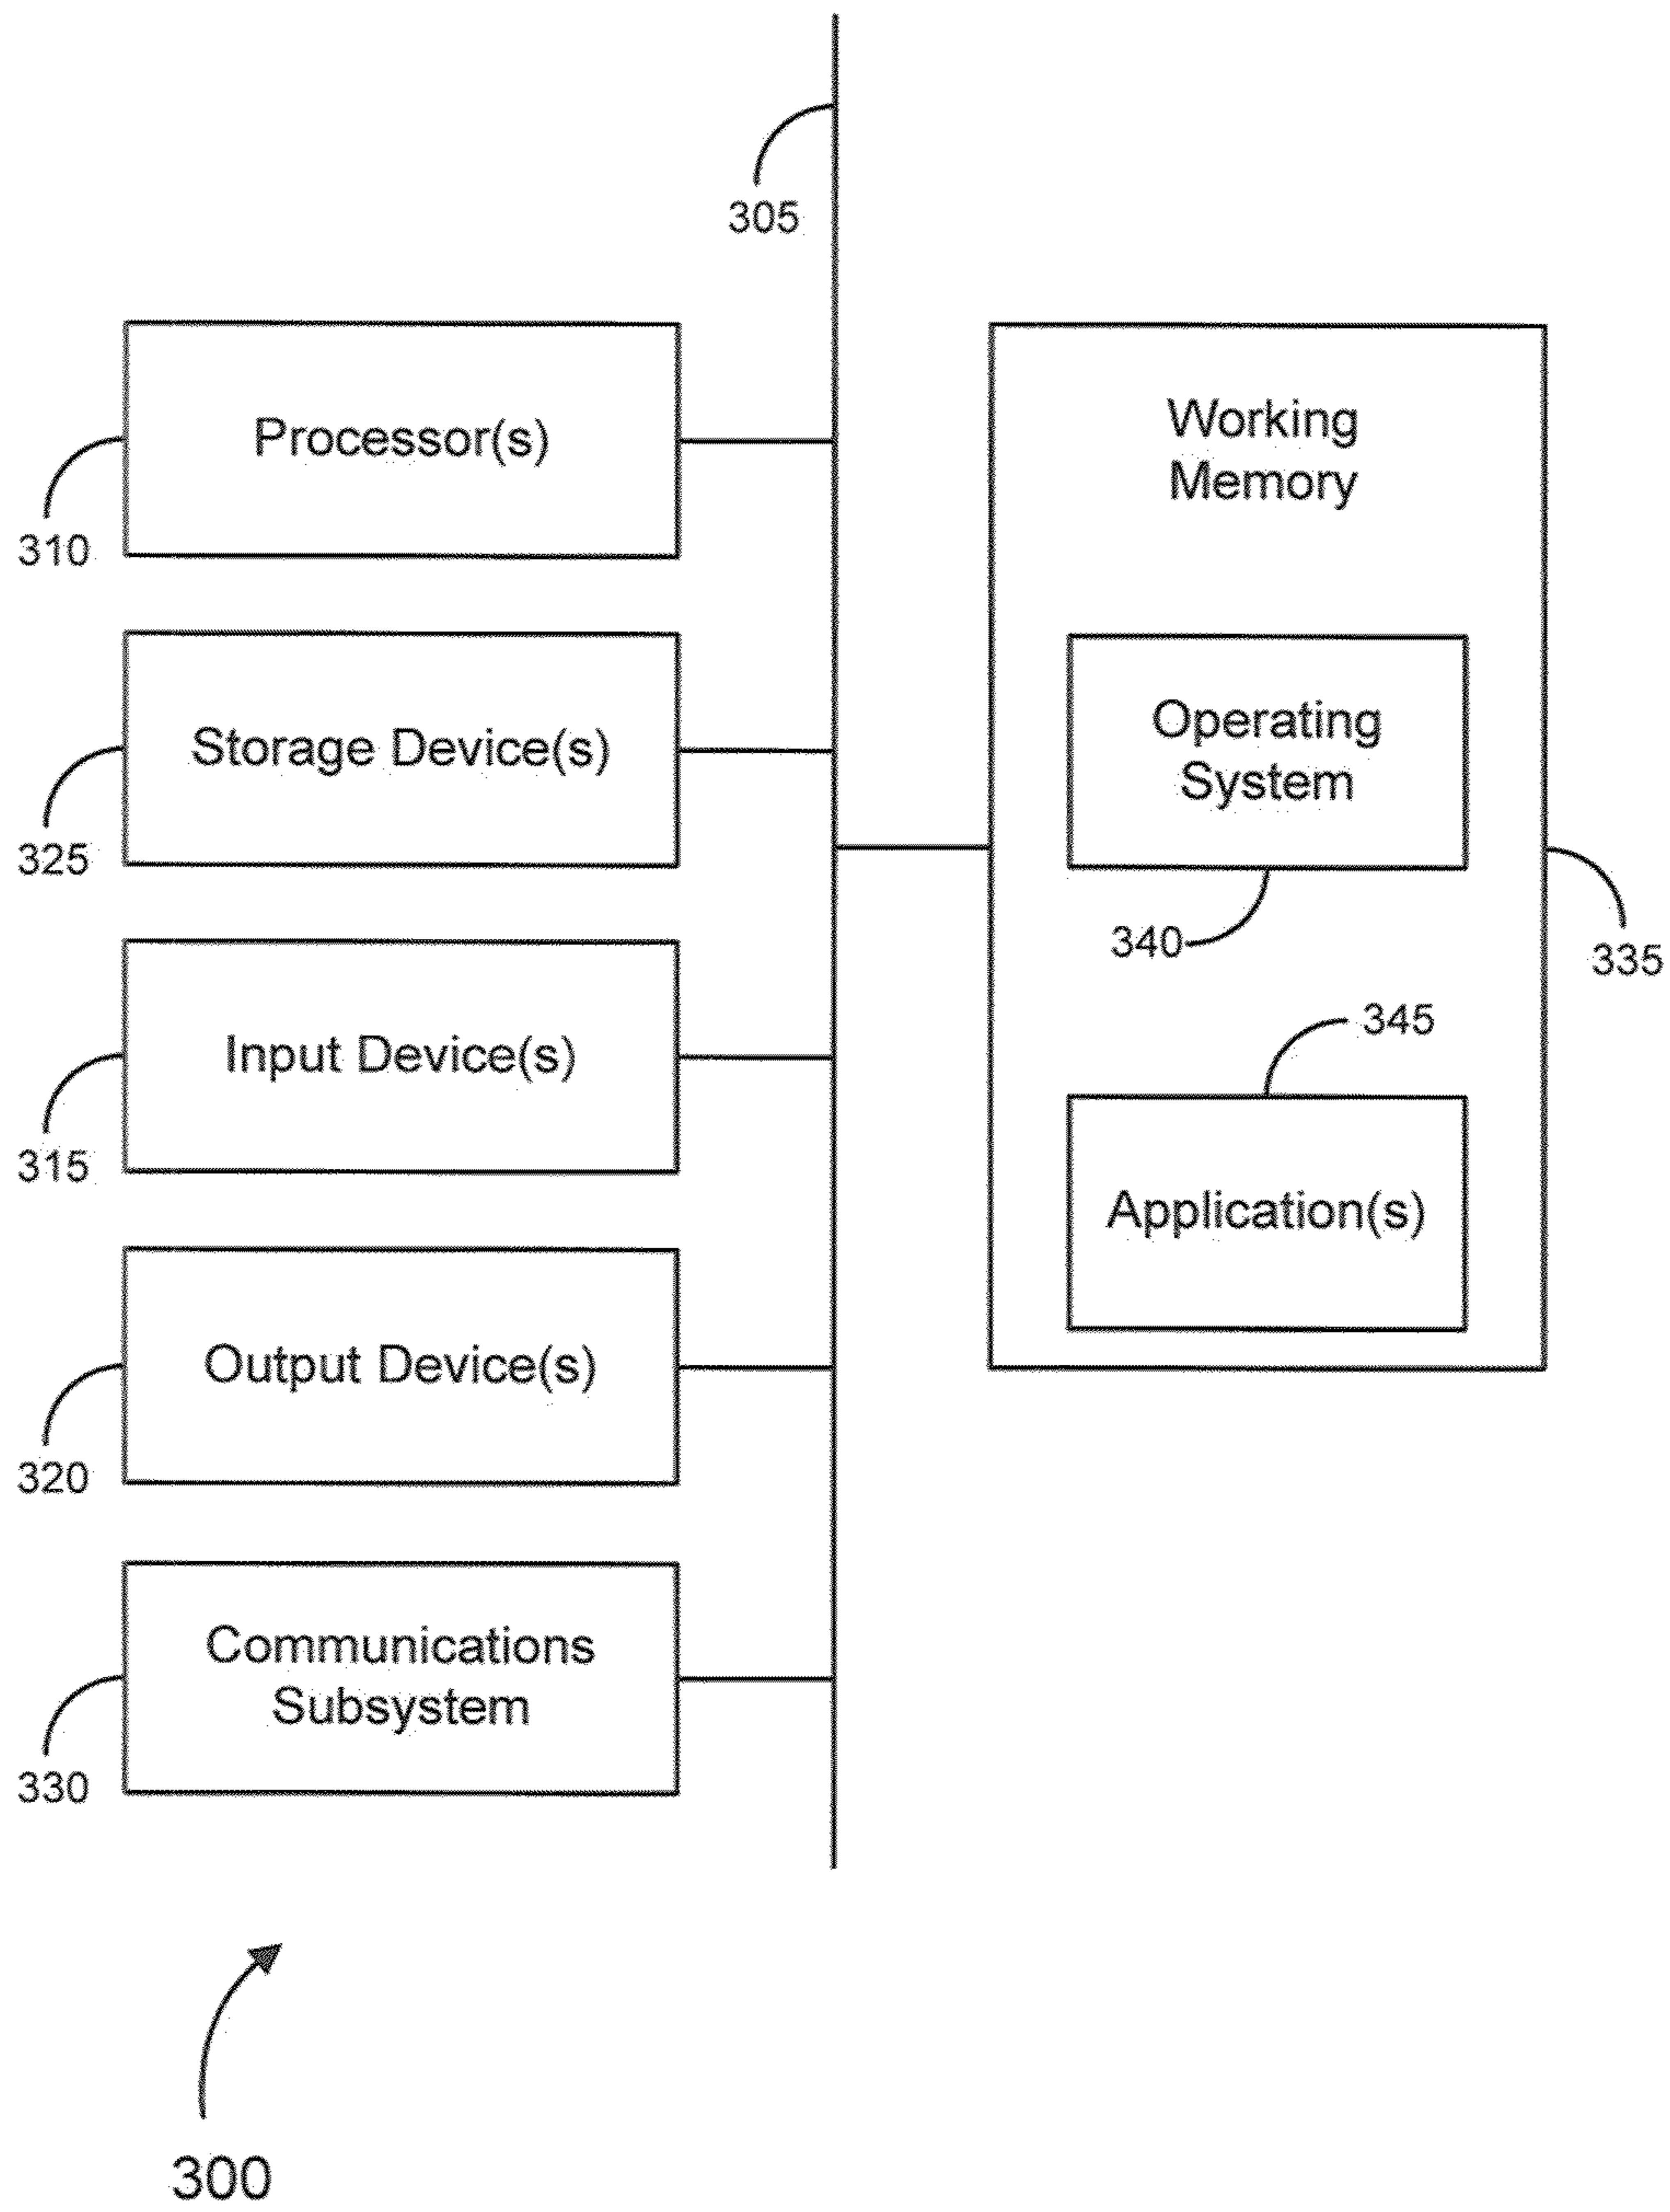 305
Processor(s)
310
Storage Device(s)
325
Input Device(s)
315
Output Device(s)
320
Communications
Subsystem
330
Working
Memory
Operating
System
340
335
345
Application(s)
300